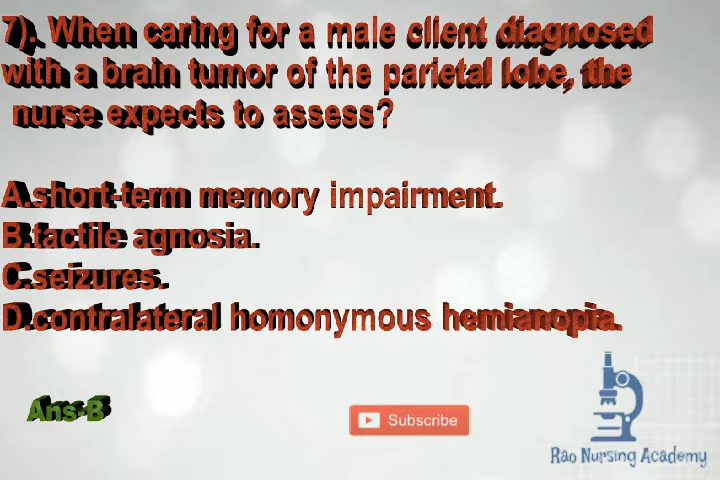 7). When caring for a male client diagnosed
with a brain tumor of the parietal lobe, the
nurse expects to assess?
A.short-term memory impairment.
B.tactile agnosia.
C.seizures.
D.contralateral homonymous hemianopia.
Ans-B
Subscribe
Rao Nursing Academy